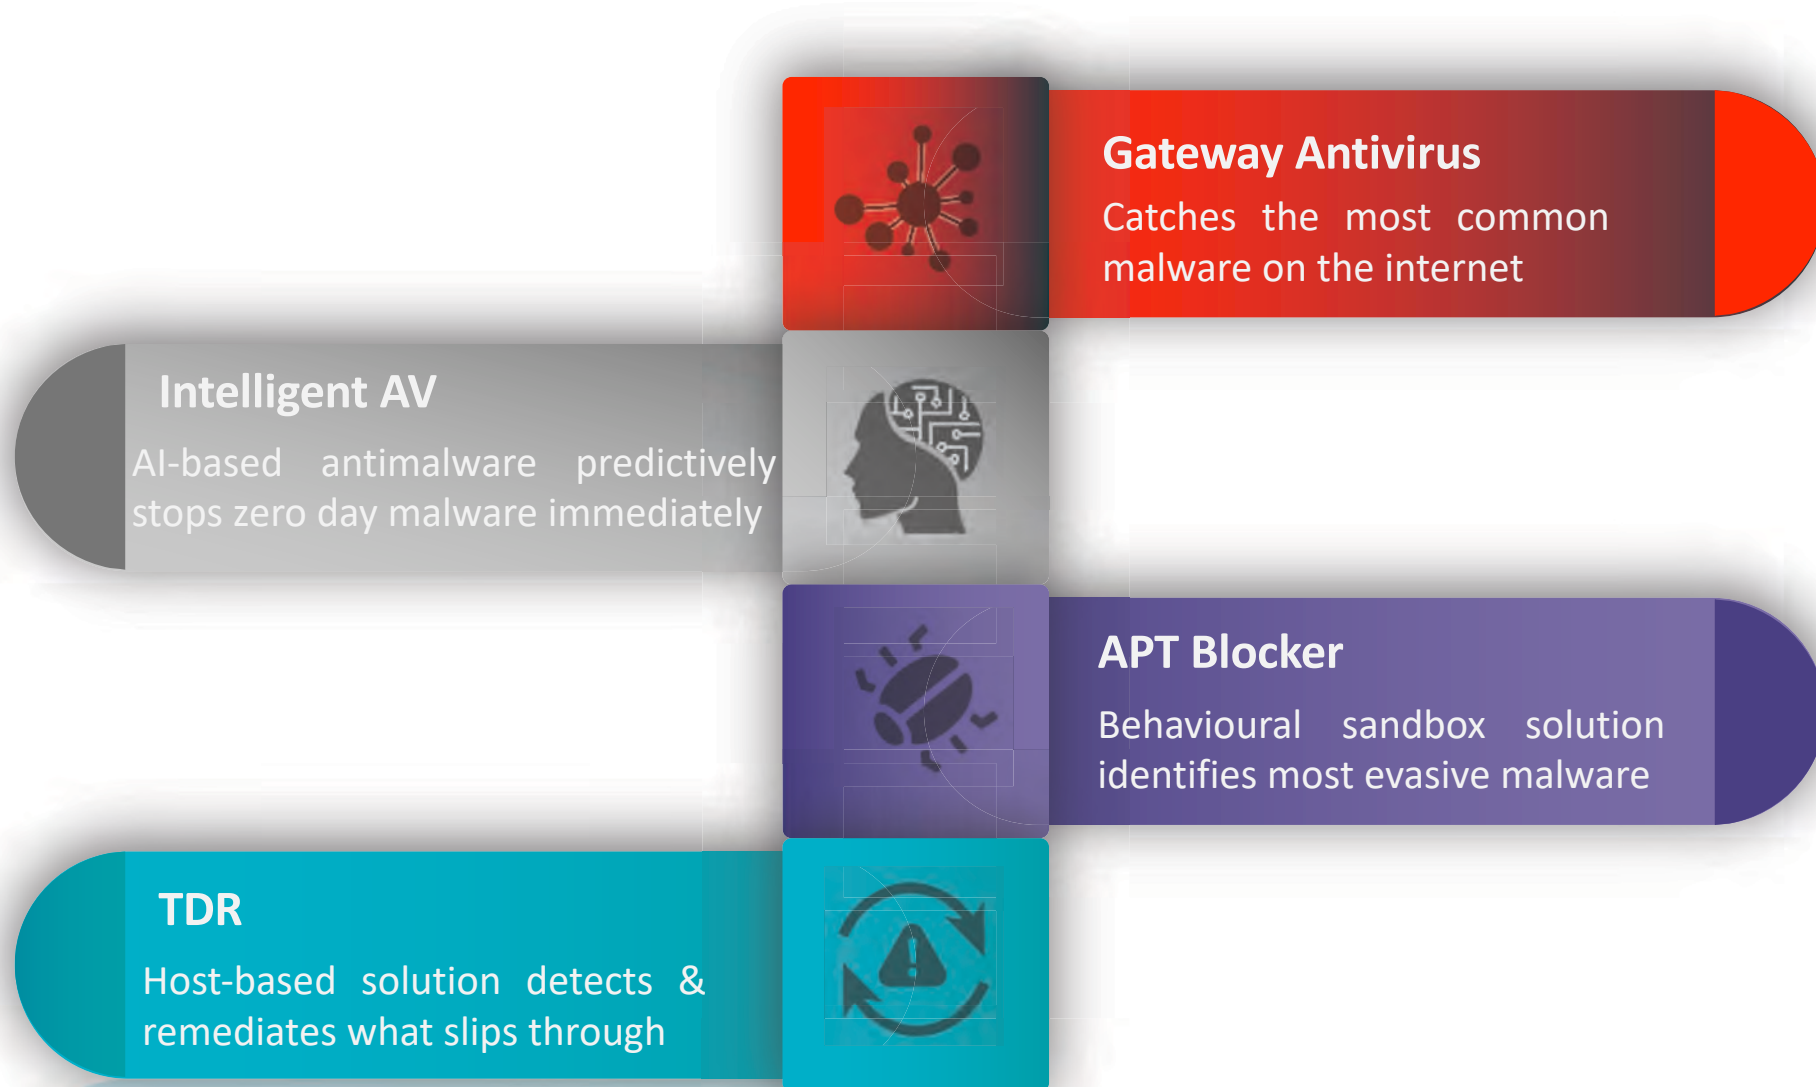 Gateway Antivirus
Catches the most common
malware on the internet
Intelligent AV
AI-based antimalware predictively
stops zero day malware immediately
APT Blocker
Behavioural sandbox solution
identifies most evasive malware
TDR
Host-based solution detects &
remediates what slips through